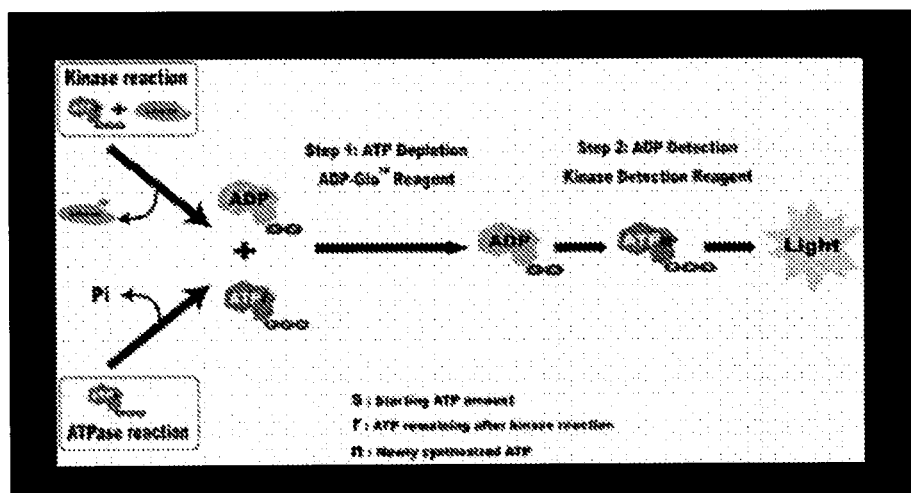 Kinase reaction
+
Step 1: ATP Depletion
ADP-Glo™ Reagent
Step 2: ADP Detection
Kinase Detection Reagent
ADP
+
ADP
Light
Pi
ATPase reaction
S : Starting ATP amount
r : ATP remaining after kinase reaction
n : Newly synthesized ATP